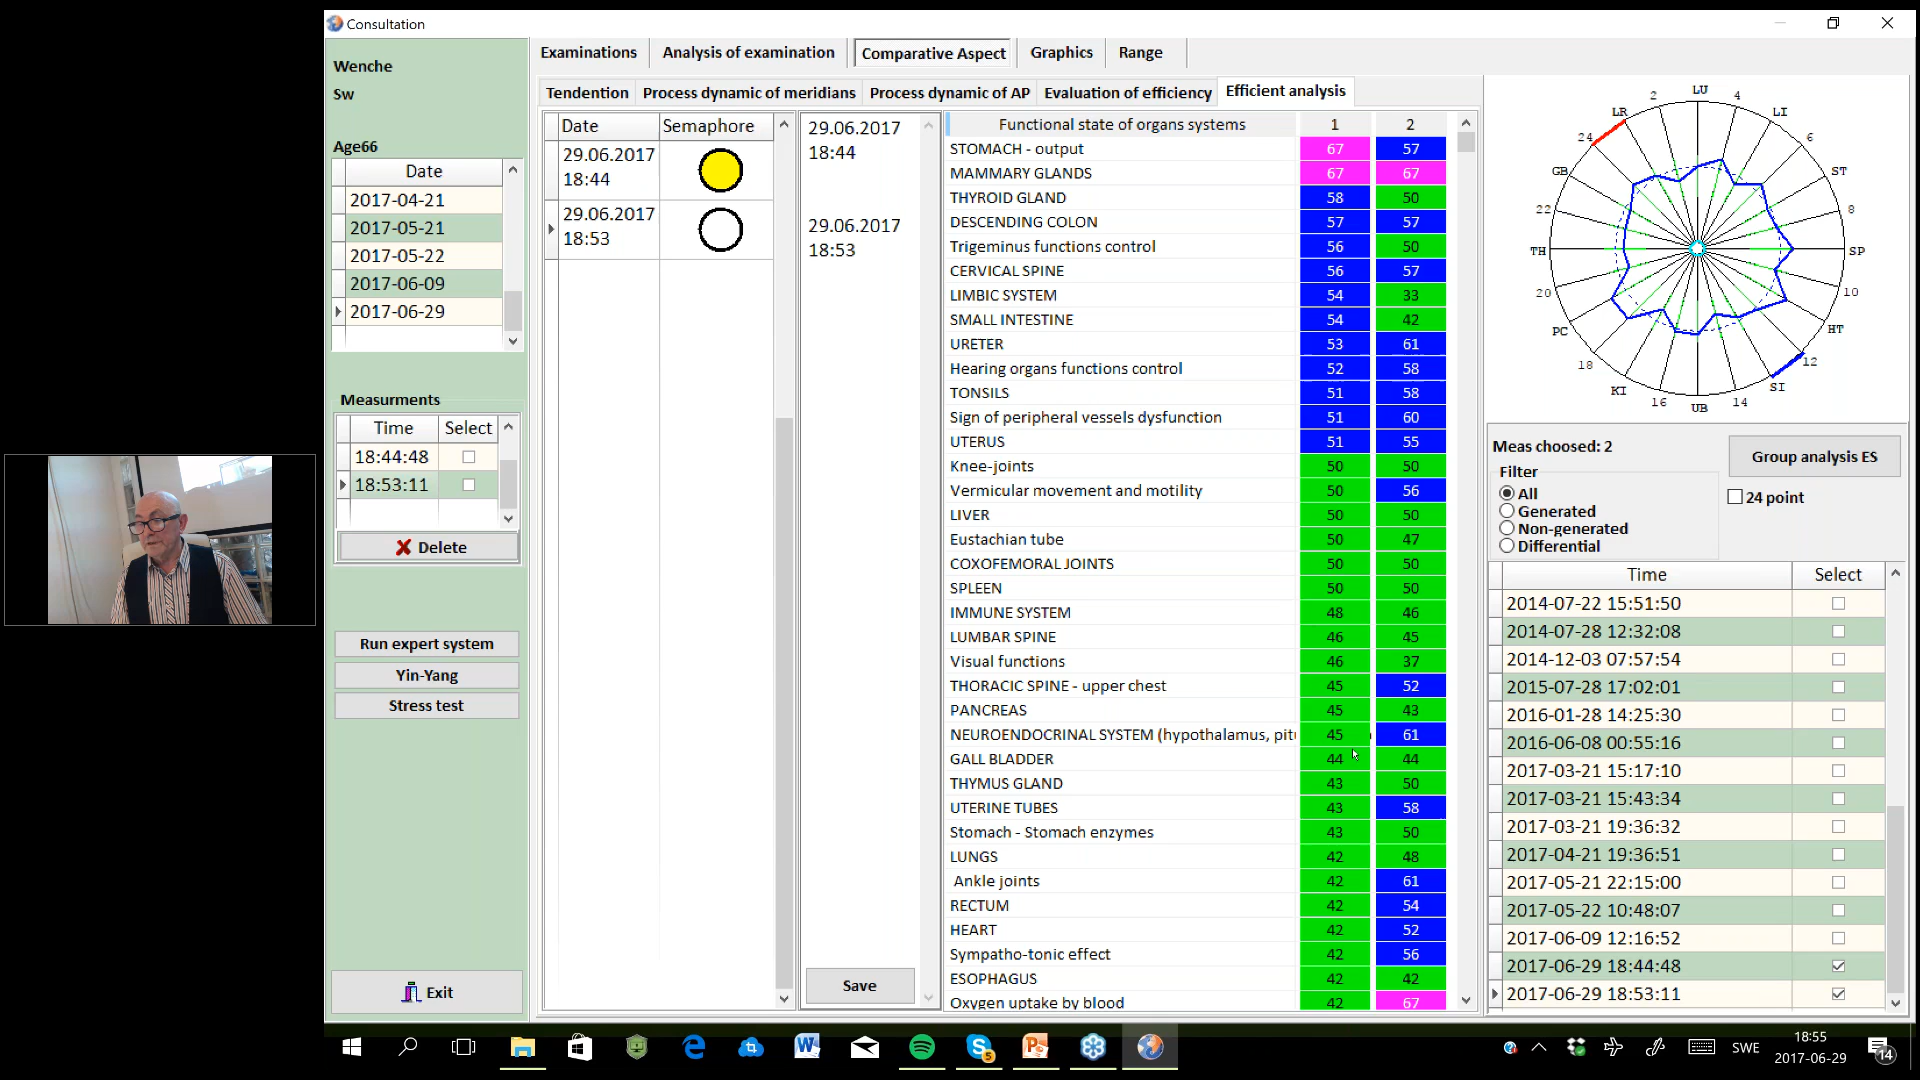 Consultation
Wenche
Sw
Age66
Date
2017-04-21
2017-05-21
2017-05-22
2017-06-09
2017-06-29
Measurments
Time Select
18:44:48
18:53:11
Delete
Run expert system
Yin-Yang
Stress test
Exit
Examinations Analysis of examination Comparative Aspect Graphics Range
Tendention Process dynamic of meridians Process dynamic of AP Evaluation of efficiency Efficient analysis
Date Semaphore
29.06.2017
18:44
29.06.2017
18:53
29.06.2017
18:44
29.06.2017
18:53
Save
Functional state of organs systems 1 2
STOMACH - output 67 57
MAMMARY GLANDS 67 67
THYROID GLAND 58 50
DESCENDING COLON 57 57
Trigeminus functions control 56 50
CERVICAL SPINE 56 57
LIMBIC SYSTEM 54 33
SMALL INTESTINE 54 42
URETER 53 61
Hearing organs functions control 52 58
TONSILS 51 58
Sign of peripheral vessels dysfunction 51 60
UTERUS 51 55
Knee-joints 50 50
Vermicular movement and motility 50 56
LIVER 50 50
Eustachian tube 50 47
COXOFEMORAL JOINTS 50 50
SPLEEN 50 50
IMMUNE SYSTEM 48 46
LUMBAR SPINE 46 45
Visual functions 46 37
THORACIC SPINE - upper chest 45 52
PANCREAS 45 43
NEUROENDOCRINAL SYSTEM (hypothalamus, pitu 45 61
GALL BLADDER 44 44
THYMUS GLAND 43 50
UTERINE TUBES 43 58
Stomach - Stomach enzymes 43 50
LUNGS 42 48
Ankle joints 42 61
RECTUM 42 54
HEART 42 52
Sympatho-tonic effect 42 56
ESOPHAGUS 42 42
Oxygen uptake by blood 42 67
LU
4
LI
6
ST
8
SP
10
HT
12
SI
14
UB
16
KI
18
PC
20
TH
22
GB
24
LR
2
Meas choosed: 2
Group analysis ES
Filter
All
Generated
Non-generated
Differential
24 point
Time Select
2014-07-22 15:51:50
2014-07-28 12:32:08
2014-12-03 07:57:54
2015-07-28 17:02:01
2016-01-28 14:25:30
2016-06-08 00:55:16
2017-03-21 15:17:10
2017-03-21 15:43:34
2017-03-21 19:36:32
2017-04-21 19:36:51
2017-05-21 22:15:00
2017-05-22 10:48:07
2017-06-09 12:16:52
2017-06-29 18:44:48
2017-06-29 18:53:11
SWE
18:55
2017-06-29
14
5